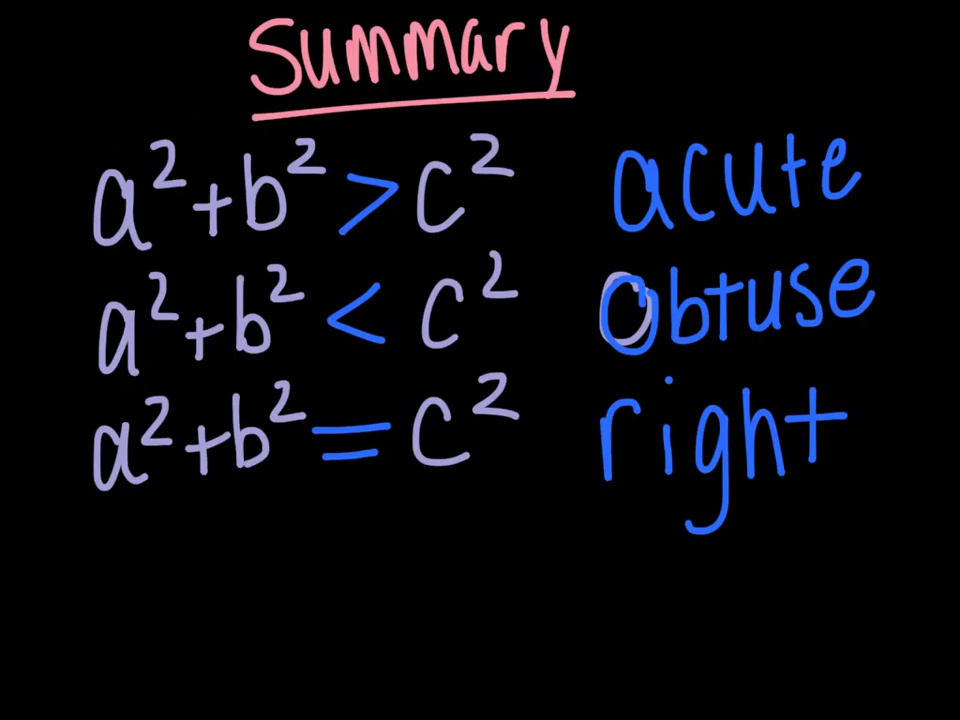 Summary
a²+b²>c² acute
a²+b²<c² obtuse
a²+b²=c² right